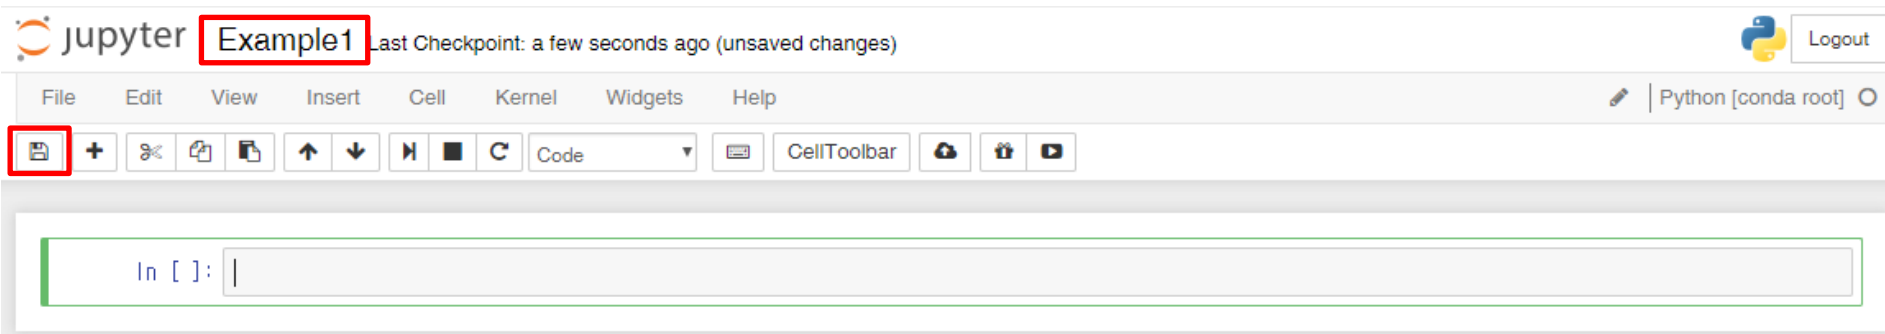 jupyter Example1 Last Checkpoint: a few seconds ago (unsaved changes) Logout
File Edit View Insert Cell Kernel Widgets Help Python [conda root]
Code CellToolbar
In [ ]: